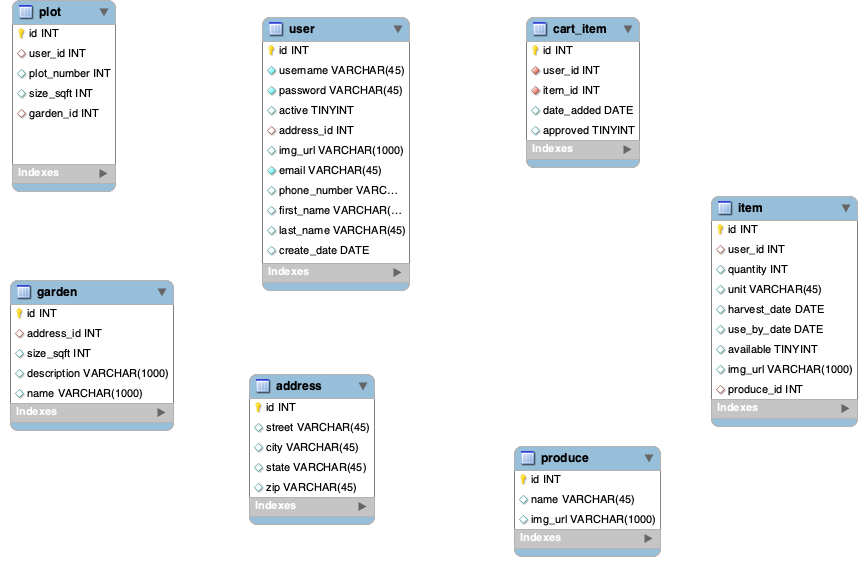 plot
id INT
user_id INT
plot_number INT
size_sqft INT
garden_id INT
Indexes
user
id INT
username VARCHAR(45)
password VARCHAR(45)
active TINYINT
address_id INT
img_url VARCHAR(1000)
email VARCHAR(45)
phone_number VARC...
first_name VARCHAR(...
last_name VARCHAR(45)
create_date DATE
Indexes
cart_item
id INT
user_id INT
item_id INT
date_added DATE
approved TINYINT
Indexes
item
id INT
user_id INT
quantity INT
unit VARCHAR(45)
harvest_date DATE
use_by_date DATE
available TINYINT
img_url VARCHAR(1000)
produce_id INT
Indexes
garden
id INT
address_id INT
size_sqft INT
description VARCHAR(1000)
name VARCHAR(1000)
Indexes
address
id INT
street VARCHAR(45)
city VARCHAR(45)
state VARCHAR(45)
zip VARCHAR(45)
Indexes
produce
id INT
name VARCHAR(45)
img_url VARCHAR(1000)
Indexes